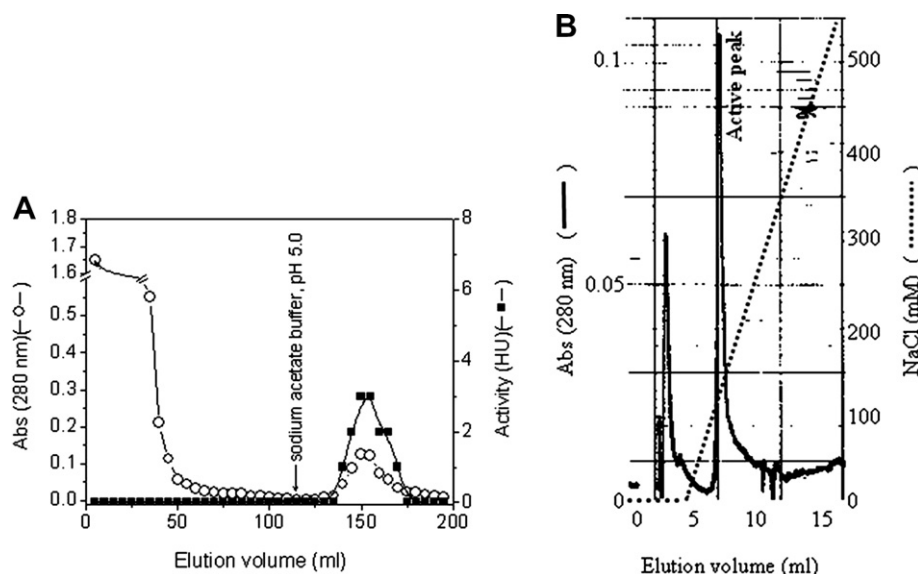 A
1.8
1.7
1.6
0.5
0.4
0.3
0.2
0.1
0.0
Abs (280 nm)(–○–)
8
6
4
2
0
Activity (HU)(–■–)
sodium acetate buffer, pH 5.0
0 50 100 150 200
Elution volume (ml)
B
0.1
0.05
0
Abs (280 nm) (
)
Active peak
500
400
300
200
150
100
50
0
NaCl (mM) (
)
0 5 10 15
Elution volume (ml)